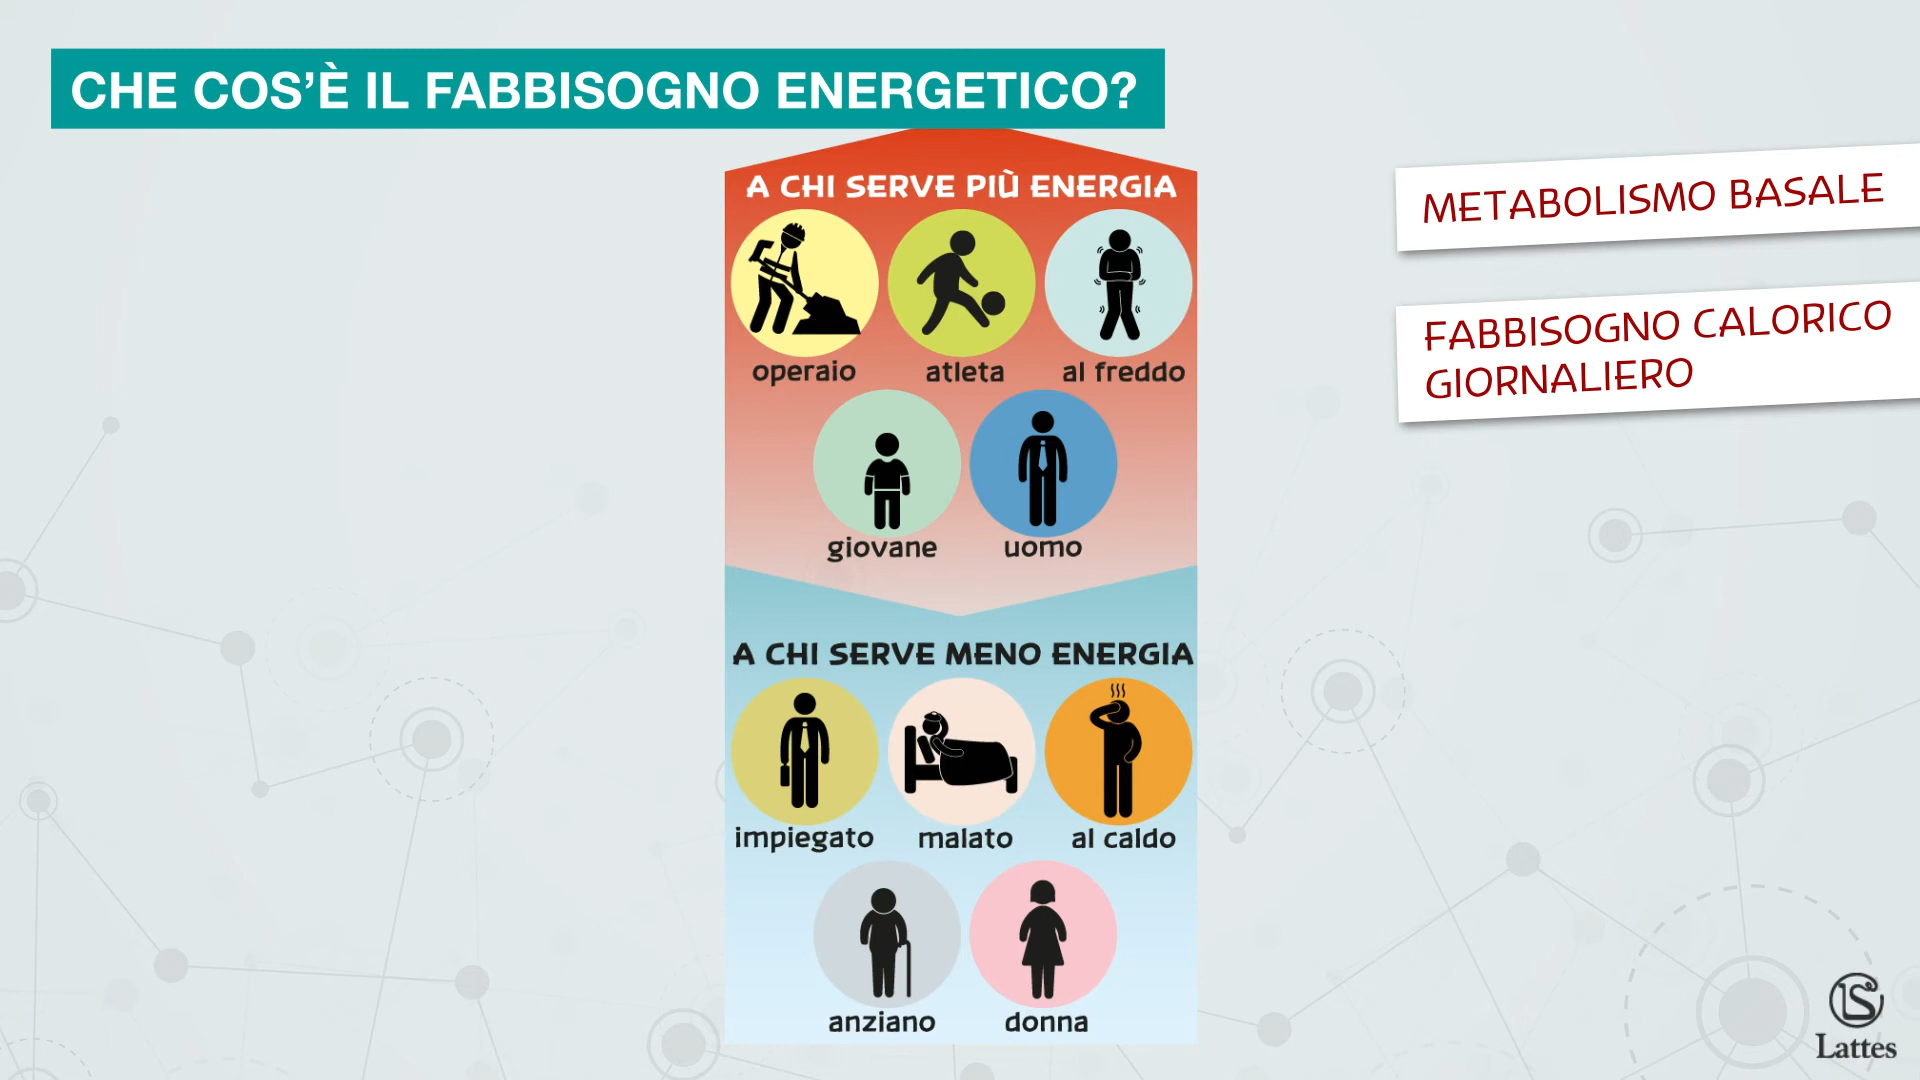 CHE COS'È IL FABBISOGNO ENERGETICO?
A CHI SERVE PIÙ ENERGIA
operaio atleta al freddo
giovane uomo
A CHI SERVE MENO ENERGIA
impiegato malato al caldo
anziano donna
METABOLISMO BASALE
FABBISOGNO CALORICO
GIORNALIERO
LS
Lattes